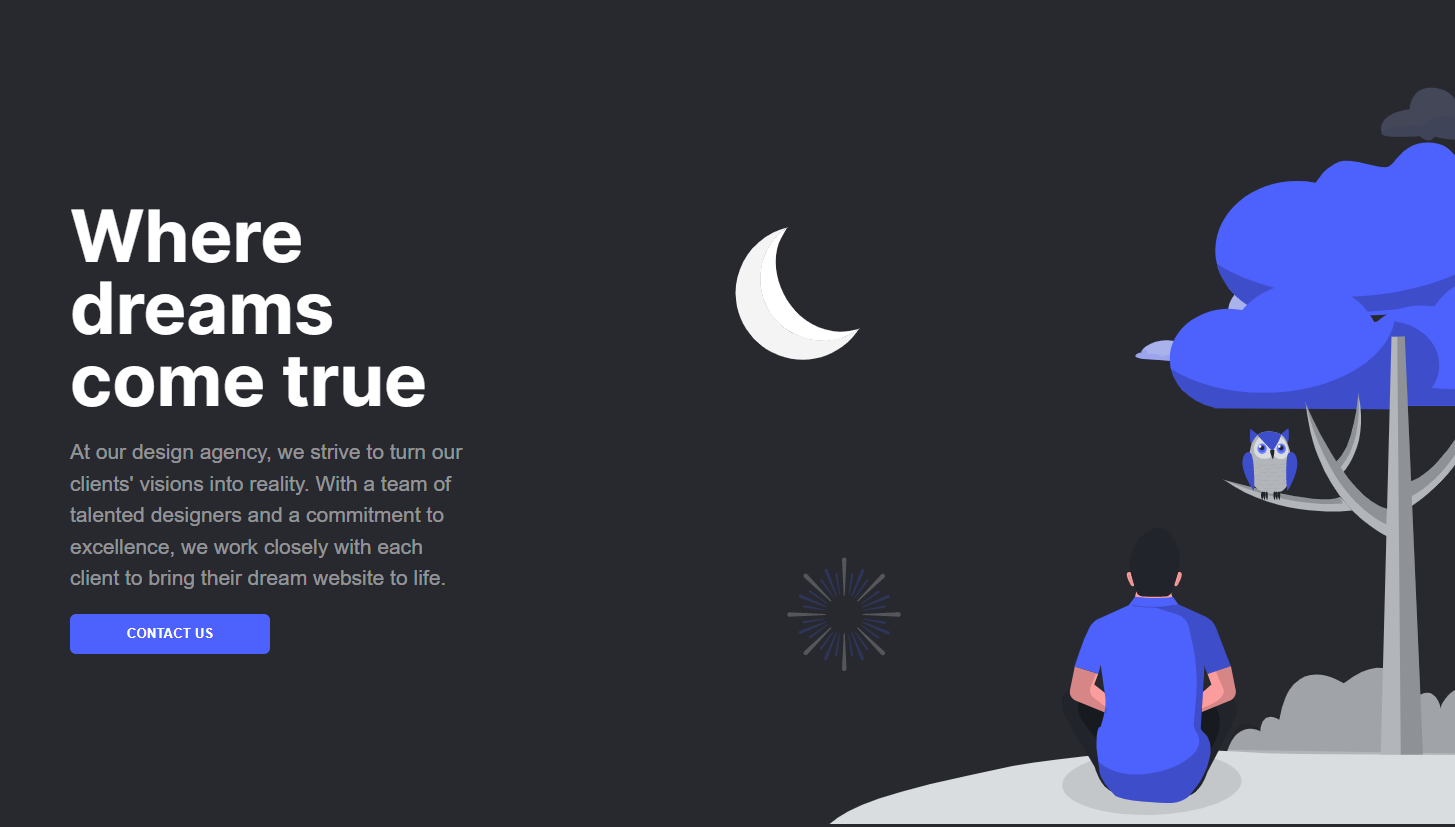 Where
dreams
come true
At our design agency, we strive to turn our
clients' visions into reality. With a team of
talented designers and a commitment to
excellence, we work closely with each
client to bring their dream website to life.
CONTACT US